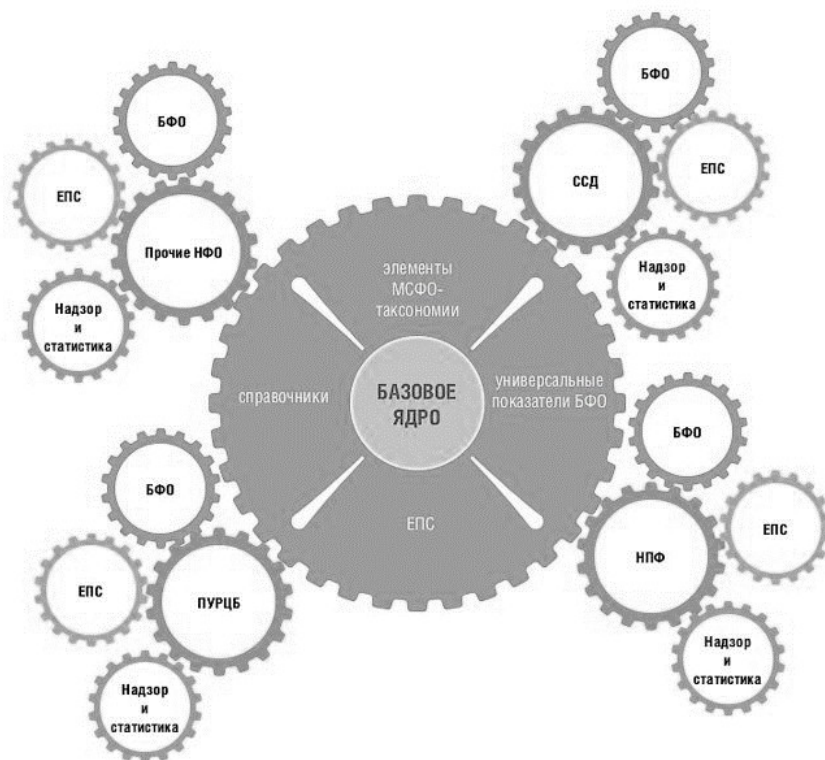 БФО
ЕПС
Прочие НФО
Надзор
и
статистика
БФО
ССД
ЕПС
Надзор
и
статистика
элементы
МСФО-
таксономии
справочники
БАЗОВОЕ
ЯДРО
универсальные
показатели БФО
ЕПС
БФО
ЕПС
ПУРЦБ
Надзор
и
статистика
БФО
ЕПС
НПФ
Надзор
и
статистика